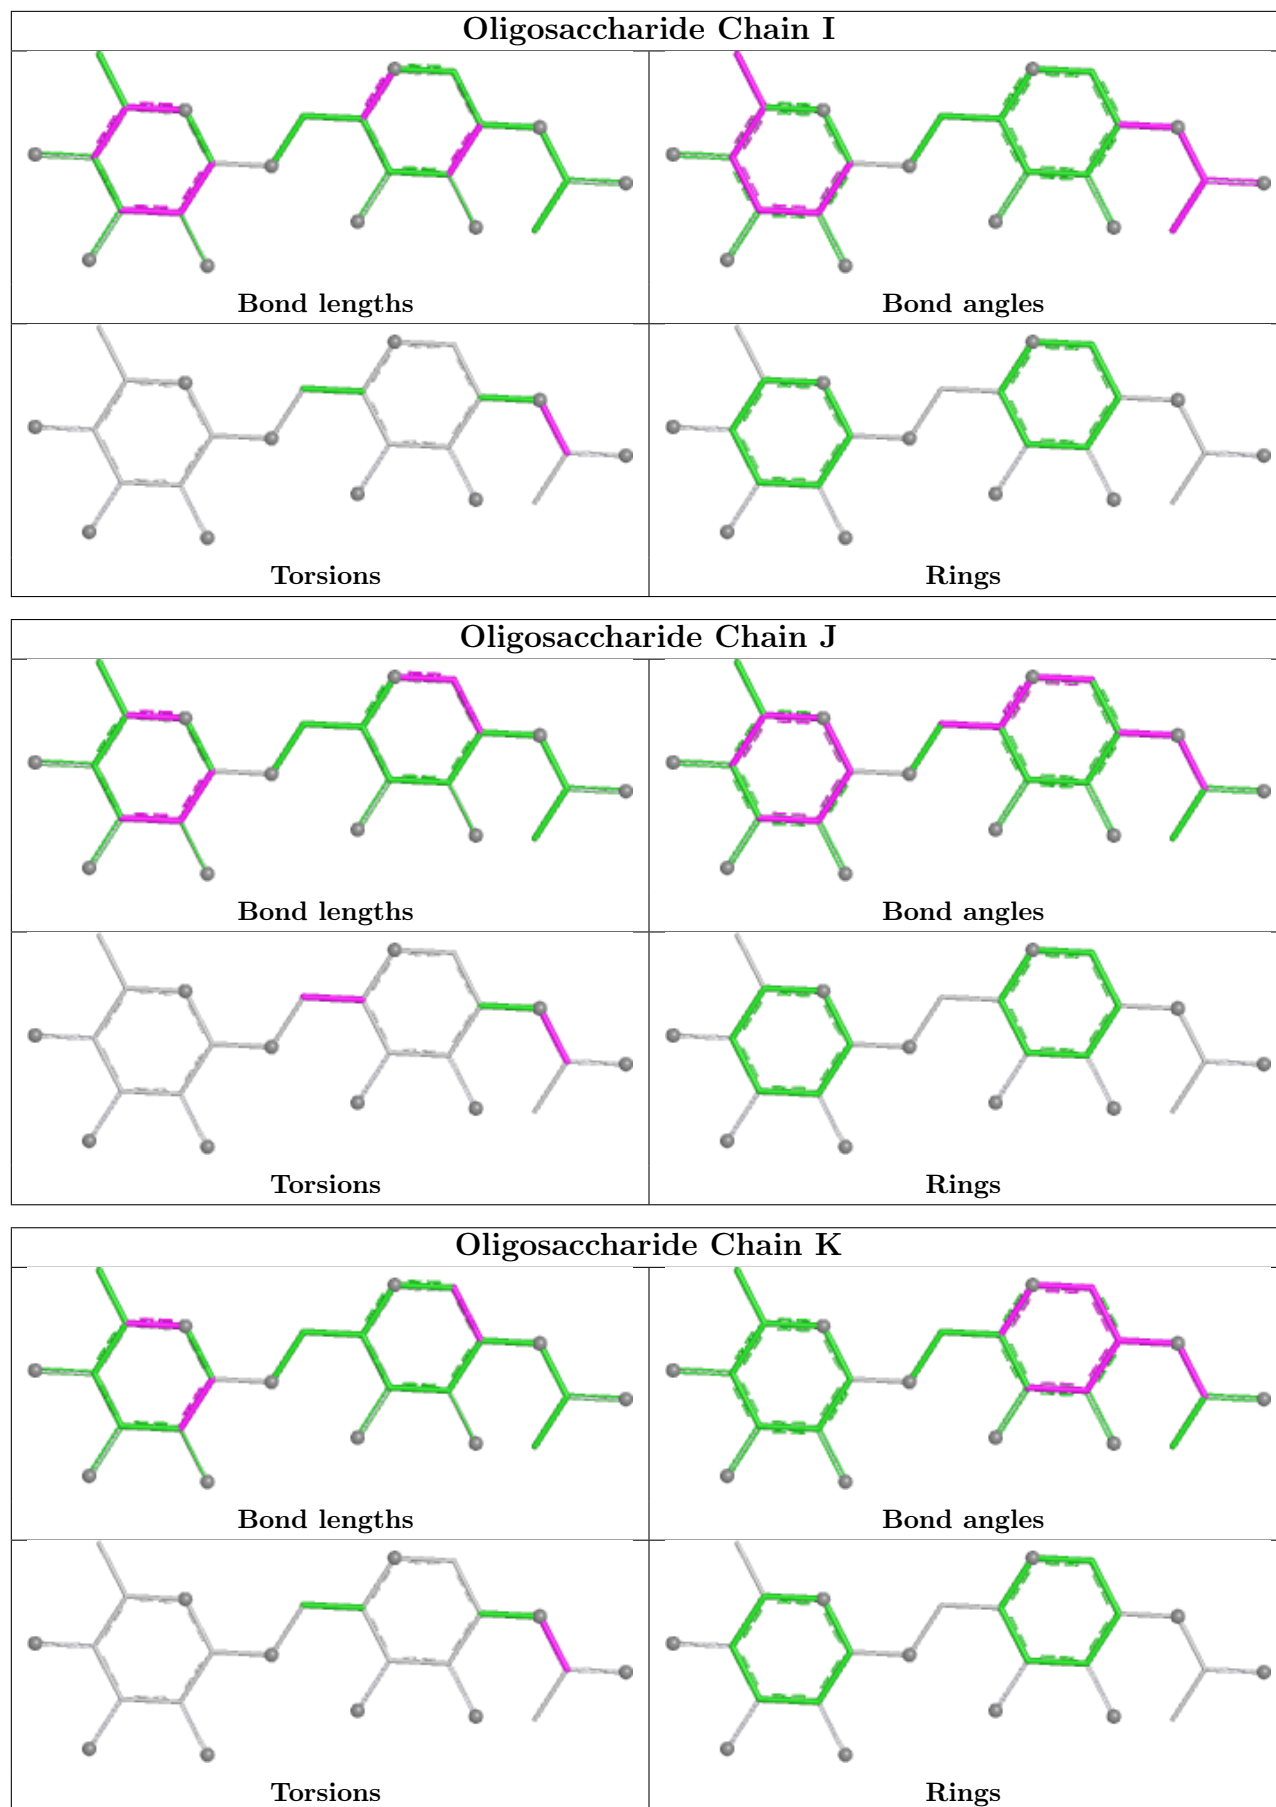 Oligosaccharide Chain I
Bond lengths
Bond angles
Torsions
Rings
Oligosaccharide Chain J
Bond lengths
Bond angles
Torsions
Rings
Oligosaccharide Chain K
Bond lengths
Bond angles
Torsions
Rings